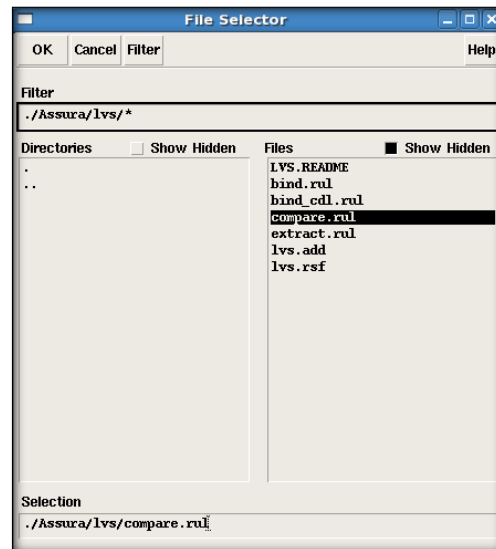 File Selector
OK Cancel Filter Help
Filter
./Assura/lvs/*
Directories Show Hidden Files Show Hidden
.
..
LVS.README
bind.rul
bind_cdl.rul
compare.rul
extract.rul
lvs.add
lvs.rsf
Selection
./Assura/lvs/compare.rul